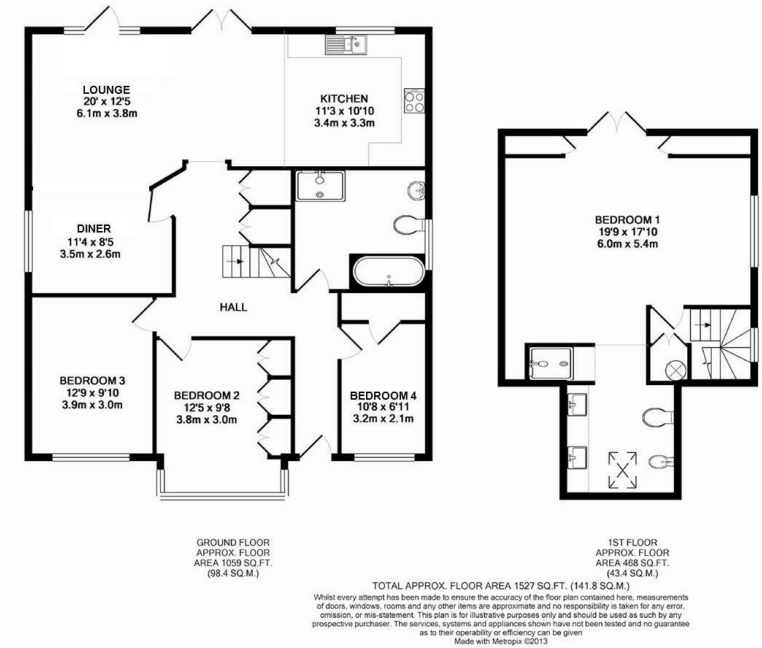 LOUNGE
20' x 12'5
6.1m x 3.8m
KITCHEN
11'3 x 10'10
3.4m x 3.3m
DINER
11'4 x 8'5
3.5m x 2.6m
HALL
BEDROOM 3
12'9 x 9'10
3.9m x 3.0m
BEDROOM 2
12'5 x 9'8
3.8m x 3.0m
BEDROOM 4
10'8 x 6'11
3.2m x 2.1m
BEDROOM 1
19'9 x 17'10
6.0m x 5.4m
GROUND FLOOR
APPROX. FLOOR
AREA 1059 SQ.FT.
(98.4 SQ.M.)
1ST FLOOR
APPROX. FLOOR
AREA 468 SQ.FT.
(43.4 SQ.M.)
TOTAL APPROX. FLOOR AREA 1527 SQ.FT. (141.8 SQ.M.)
Whilst every attempt has been made to ensure the accuracy of the floor plan contained here, measurements
of doors, windows, rooms and any other items are approximate and no responsibility is taken for any error,
omission, or mis-statement. This plan is for illustrative purposes only and should be used as such by any
prospective purchaser. The services, systems and appliances shown have not been tested and no guarantee
as to their operability or efficiency can be given
Made with Metropix ©2013